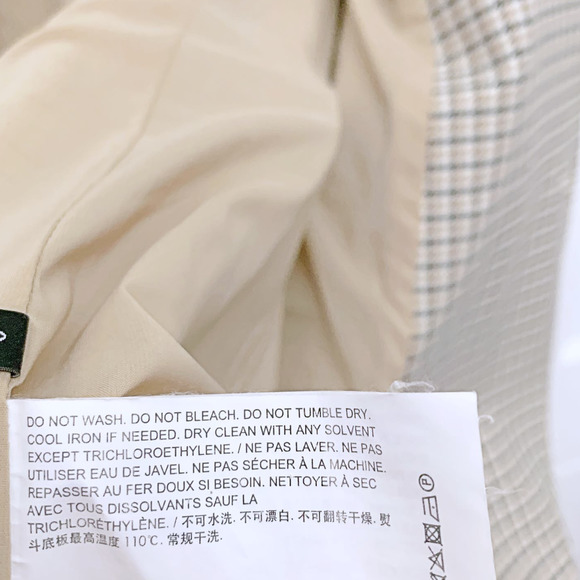 DO NOT WASH. DO NOT BLEACH. DO NOT TUMBLE DRY.
COOL IRON IF NEEDED. DRY CLEAN WITH ANY SOLVENT
EXCEPT TRICHLOROETHYLENE. / NE PAS LAVER. NE PAS
UTILISER EAU DE JAVEL. NE PAS SÉCHER À LA MACHINE.
REPASSER AU FER DOUX SI BESOIN. NETTOYER À SEC
AVEC TOUS DISSOLVANTS SAUF LA
TRICHLORÉTHYLÈNE. / 不可水洗. 不可漂白. 不可翻转干燥. 熨
斗底板最高温度 110℃. 常规干洗.